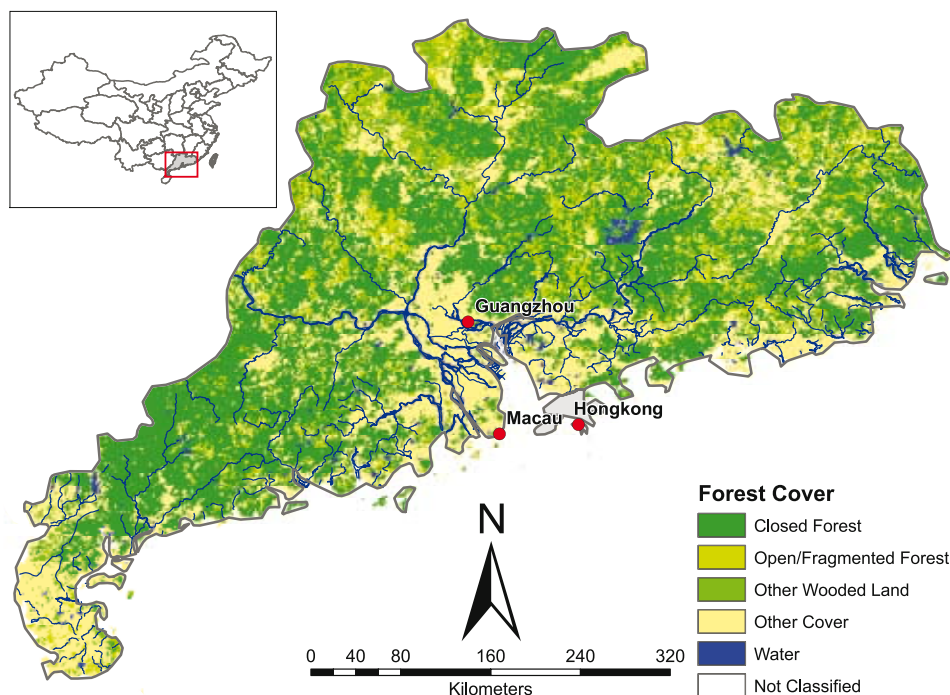 Guangzhou
Macau
Hongkong
N
0 20 40 80 160 240 320
Kilometers
Forest Cover
Closed Forest
Open/Fragmented Forest
Other Wooded Land
Other Cover
Water
Not Classified